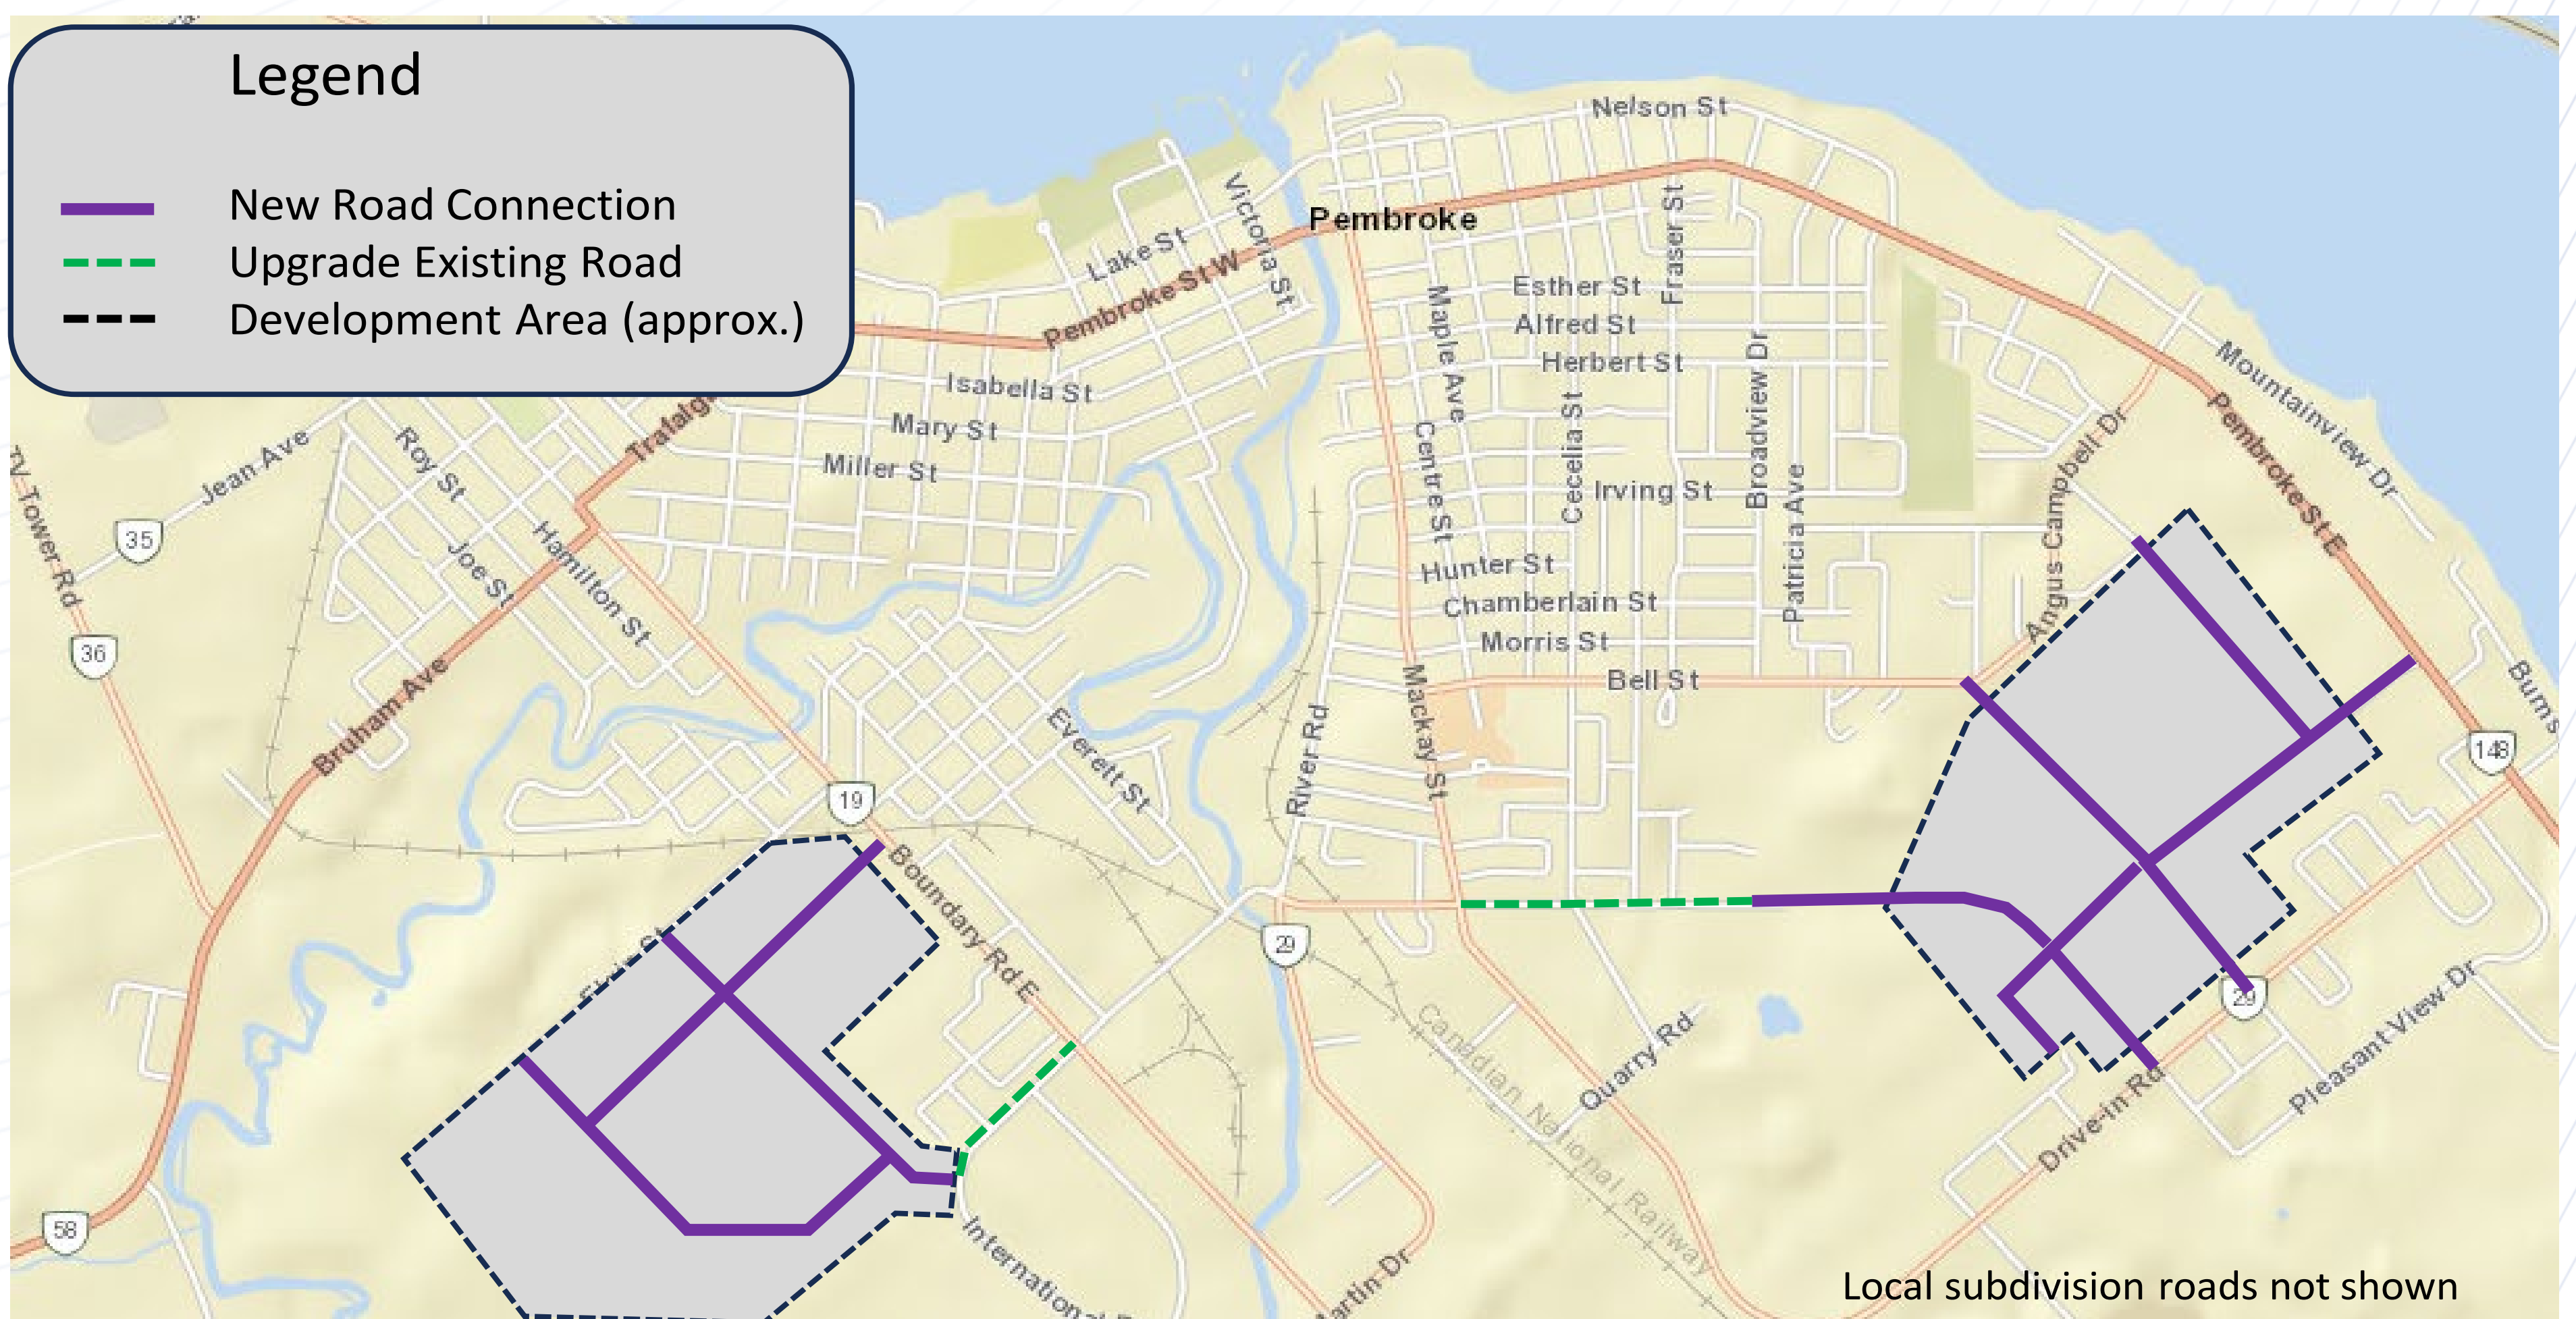 Legend
New Road Connection
Upgrade Existing Road
Development Area (approx.)
Nelson St
Victoria St
Pembroke
Fraser St
Lake St
Pembroke St W
Esther St
Maple Ave
Alfred St
Herbert St
Broadview Dr
Mountainview Dr
Isabella St
Mary St
Miller St
Cecelia St
Centre St
Irving St
Patricia Ave
Angus Campbell Dr
Pembroke St E
Jean Ave
Roy St
35
TV Tower Rd
36
Joe St
Hamilton St
Hunter St
Chamberlain St
Morris St
Bell St
Mackay St
Bruham Ave
Everett St
River Rd
148
19
Boundary Rd E
29
29
Quarry Rd
Canadian National Railway
Pleasant View Dr
Drive-in Rd
58
International
Local subdivision roads not shown